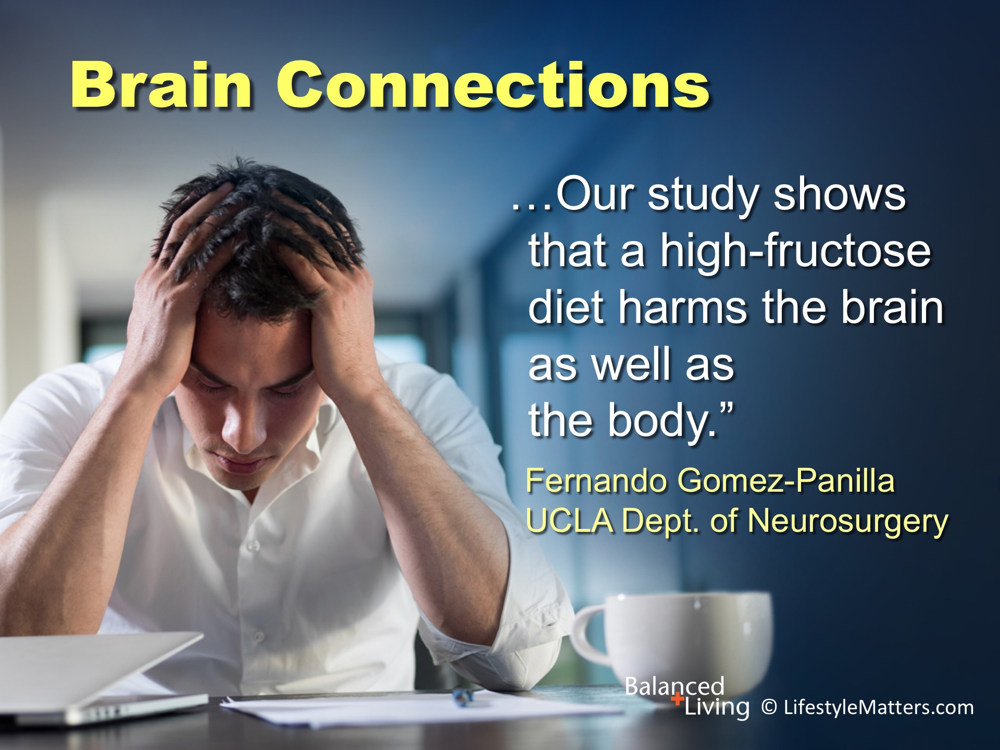 Brain Connections
…Our study shows
that a high-fructose
diet harms the brain
as well as
the body.”
Fernando Gomez-Panilla
UCLA Dept. of Neurosurgery
Balanced
Living © LifestyleMatters.com